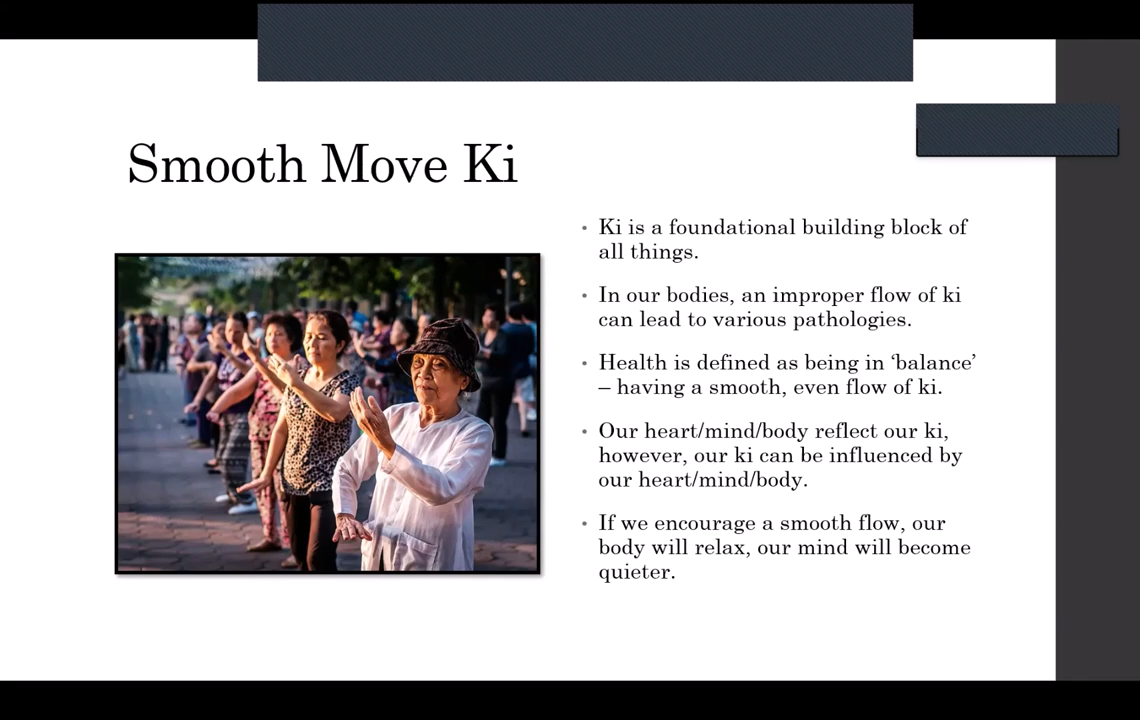 Smooth Move Ki
• Ki is a foundational building block of
all things.
• In our bodies, an improper flow of ki
can lead to various pathologies.
• Health is defined as being in ‘balance’
– having a smooth, even flow of ki.
• Our heart/mind/body reflect our ki,
however, our ki can be influenced by
our heart/mind/body.
• If we encourage a smooth flow, our
body will relax, our mind will become
quieter.